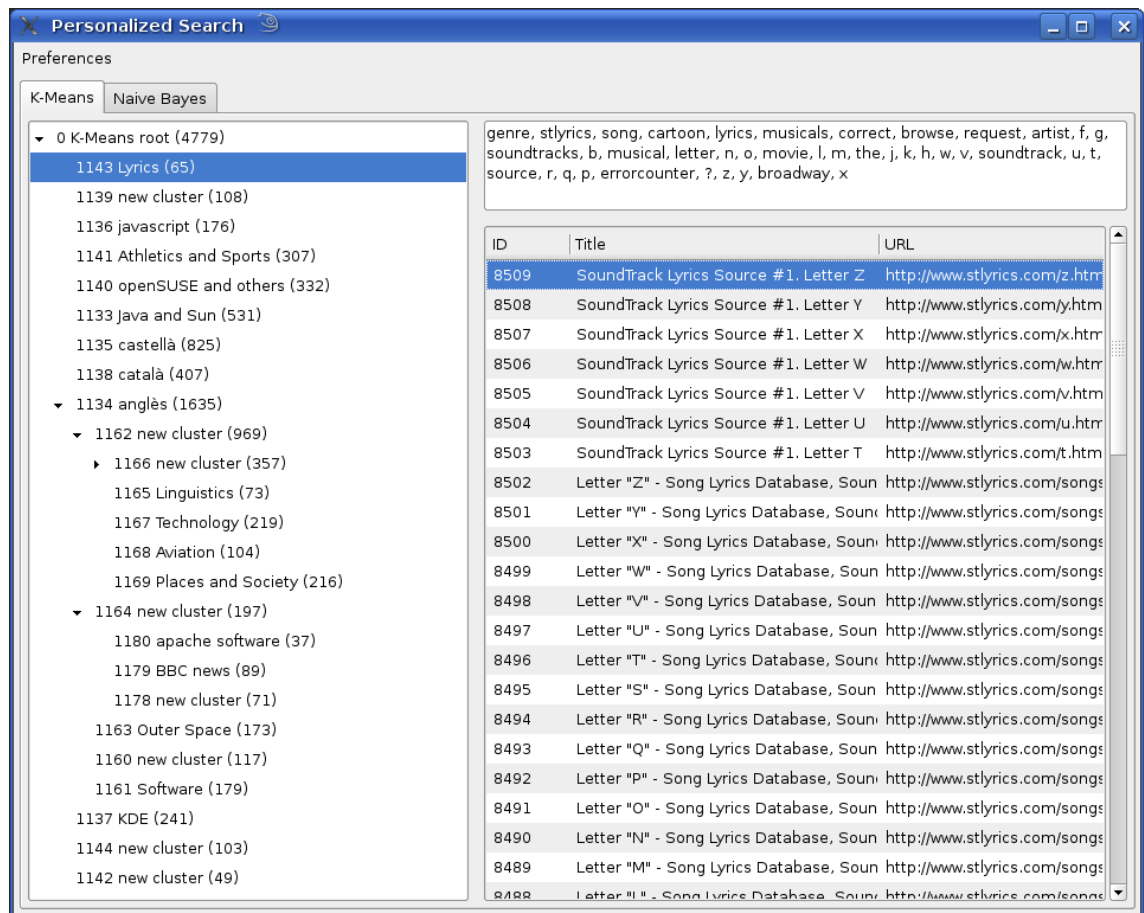 Personalized Search
Preferences
K-Means Naive Bayes
0 K-Means root (4779)
1143 Lyrics (65)
1139 new cluster (108)
1136 javascript (176)
1141 Athletics and Sports (307)
1140 openSUSE and others (332)
1133 Java and Sun (531)
1135 castellà (825)
1138 català (407)
1134 anglès (1635)
1162 new cluster (969)
1166 new cluster (357)
1165 Linguistics (73)
1167 Technology (219)
1168 Aviation (104)
1169 Places and Society (216)
1164 new cluster (197)
1180 apache software (37)
1179 BBC news (89)
1178 new cluster (71)
1163 Outer Space (173)
1160 new cluster (117)
1161 Software (179)
1137 KDE (241)
1144 new cluster (103)
1142 new cluster (49)
genre, stlyrics, song, cartoon, lyrics, musicals, correct, browse, request, artist, f, g,
soundtracks, b, musical, letter, n, o, movie, l, m, the, j, k, h, w, v, soundtrack, u, t,
source, r, q, p, errorcounter, ?, z, y, broadway, x
ID Title URL
8509 SoundTrack Lyrics Source #1. Letter Z http://www.stlyrics.com/z.htm
8508 SoundTrack Lyrics Source #1. Letter Y http://www.stlyrics.com/y.htm
8507 SoundTrack Lyrics Source #1. Letter X http://www.stlyrics.com/x.htm
8506 SoundTrack Lyrics Source #1. Letter W http://www.stlyrics.com/w.htm
8505 SoundTrack Lyrics Source #1. Letter V http://www.stlyrics.com/v.htm
8504 SoundTrack Lyrics Source #1. Letter U http://www.stlyrics.com/u.htm
8503 SoundTrack Lyrics Source #1. Letter T http://www.stlyrics.com/t.htm
8502 Letter "Z" - Song Lyrics Database, Soun http://www.stlyrics.com/songs
8501 Letter "Y" - Song Lyrics Database, Soun http://www.stlyrics.com/songs
8500 Letter "X" - Song Lyrics Database, Soun http://www.stlyrics.com/songs
8499 Letter "W" - Song Lyrics Database, Soun http://www.stlyrics.com/songs
8498 Letter "V" - Song Lyrics Database, Soun http://www.stlyrics.com/songs
8497 Letter "U" - Song Lyrics Database, Soun http://www.stlyrics.com/songs
8496 Letter "T" - Song Lyrics Database, Soun http://www.stlyrics.com/songs
8495 Letter "S" - Song Lyrics Database, Soun http://www.stlyrics.com/songs
8494 Letter "R" - Song Lyrics Database, Soun http://www.stlyrics.com/songs
8493 Letter "Q" - Song Lyrics Database, Soun http://www.stlyrics.com/songs
8492 Letter "P" - Song Lyrics Database, Soun http://www.stlyrics.com/songs
8491 Letter "O" - Song Lyrics Database, Soun http://www.stlyrics.com/songs
8490 Letter "N" - Song Lyrics Database, Soun http://www.stlyrics.com/songs
8489 Letter "M" - Song Lyrics Database, Soun http://www.stlyrics.com/songs
8488 Letter "L" - Song Lyrics Database, Soun http://www.stlyrics.com/songs